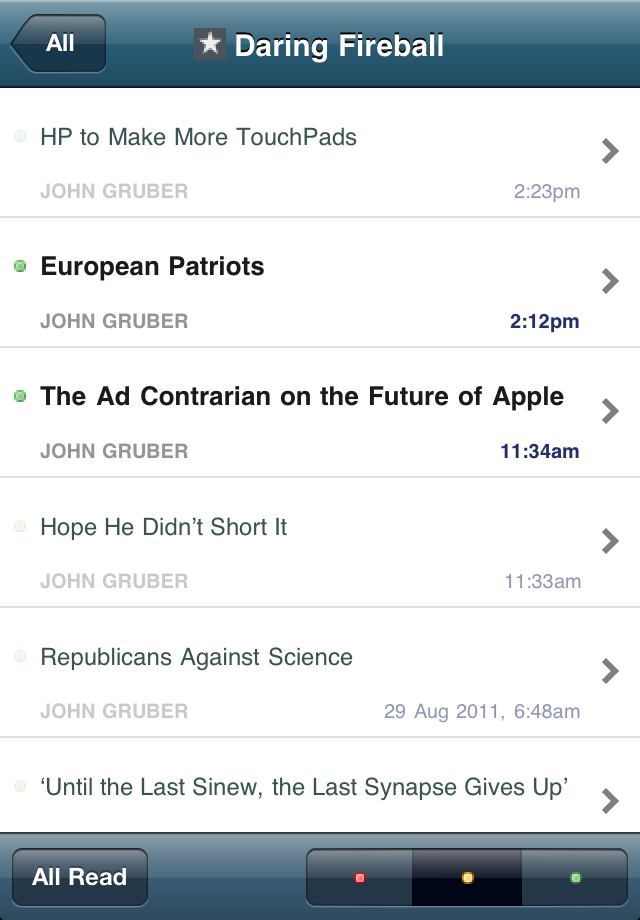 All
Daring Fireball
HP to Make More TouchPads
JOHN GRUBER 2:23pm
European Patriots
JOHN GRUBER 2:12pm
The Ad Contrarian on the Future of Apple
JOHN GRUBER 11:34am
Hope He Didn’t Short It
JOHN GRUBER 11:33am
Republicans Against Science
JOHN GRUBER 29 Aug 2011, 6:48am
‘Until the Last Sinew, the Last Synapse Gives Up’
All Read